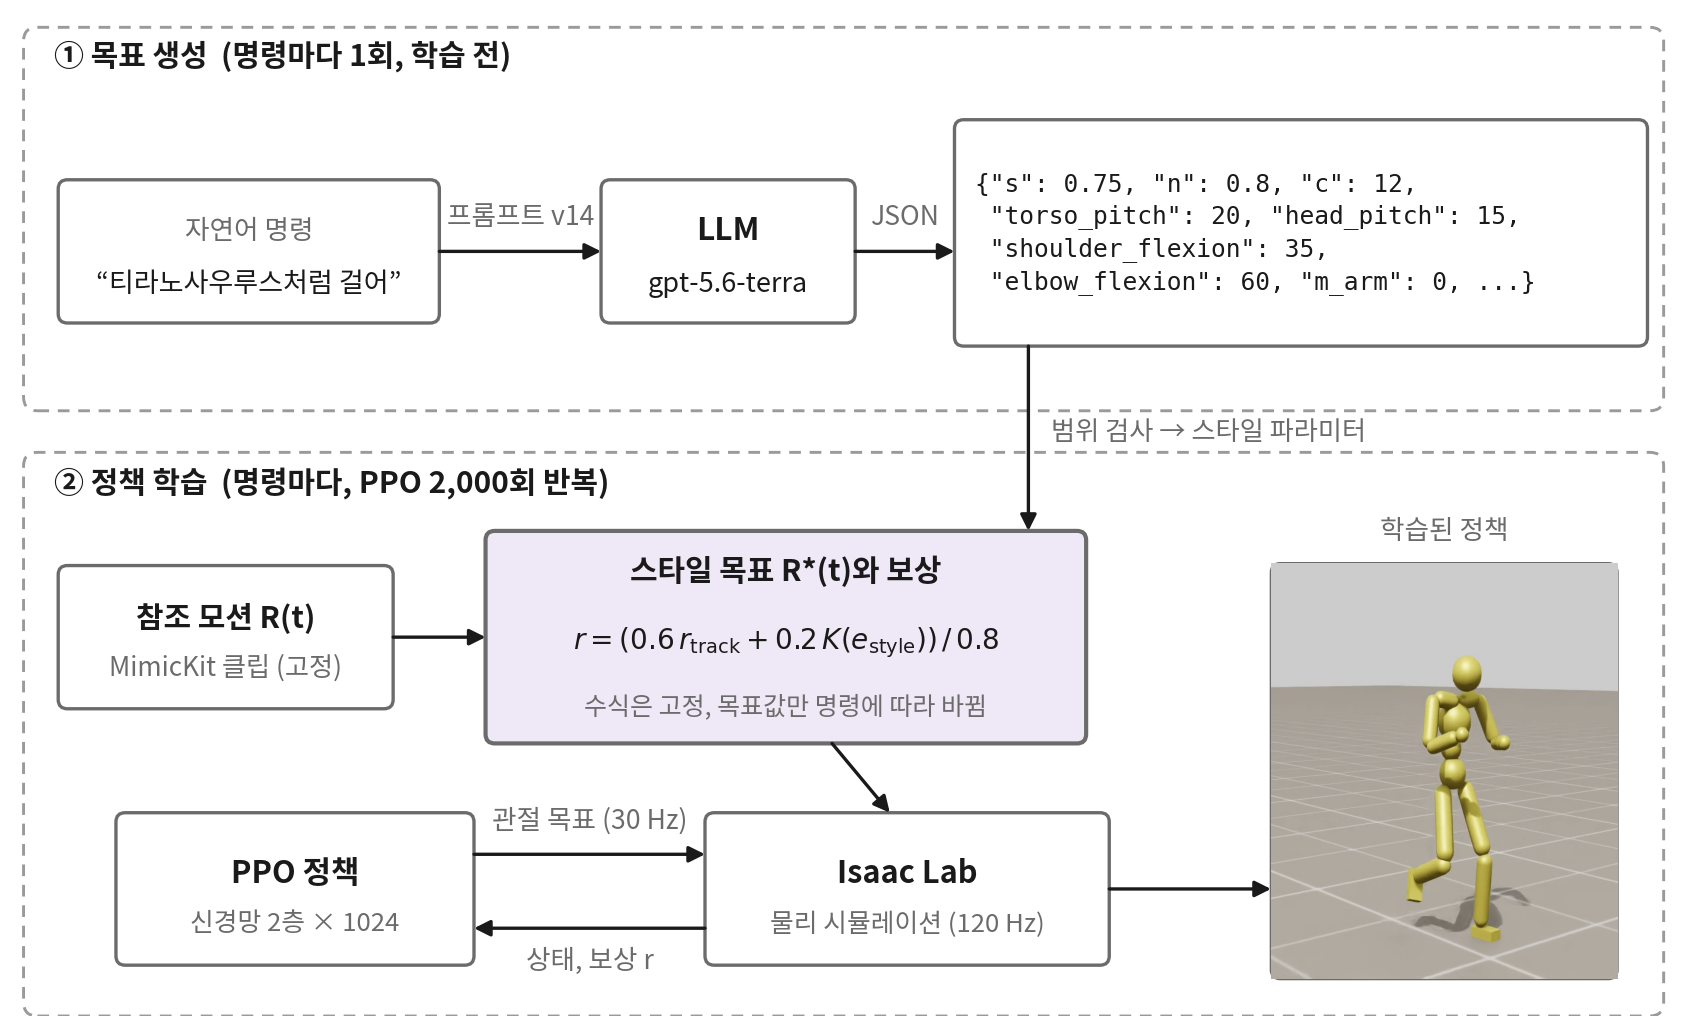 ① 목표 생성 (명령마다 1회, 학습 전)
자연어 명령
“티라노사우루스처럼 걸어”
프롬프트 v14
LLM
gpt-5.6-terra
JSON
{"s": 0.75, "n": 0.8, "c": 12,
"torso_pitch": 20, "head_pitch": 15,
"shoulder_flexion": 35,
"elbow_flexion": 60, "m_arm": 0, ...}
범위 검사 → 스타일 파라미터
② 정책 학습 (명령마다, PPO 2,000회 반복)
참조 모션 R(t)
MimicKit 클립 (고정)
스타일 목표 R*(t)와 보상
r = (0.6 r_track + 0.2 K(e_style)) / 0.8
수식은 고정, 목표값만 명령에 따라 바뀜
학습된 정책
PPO 정책
신경망 2층 × 1024
관절 목표 (30 Hz)
상태, 보상 r
Isaac Lab
물리 시뮬레이션 (120 Hz)